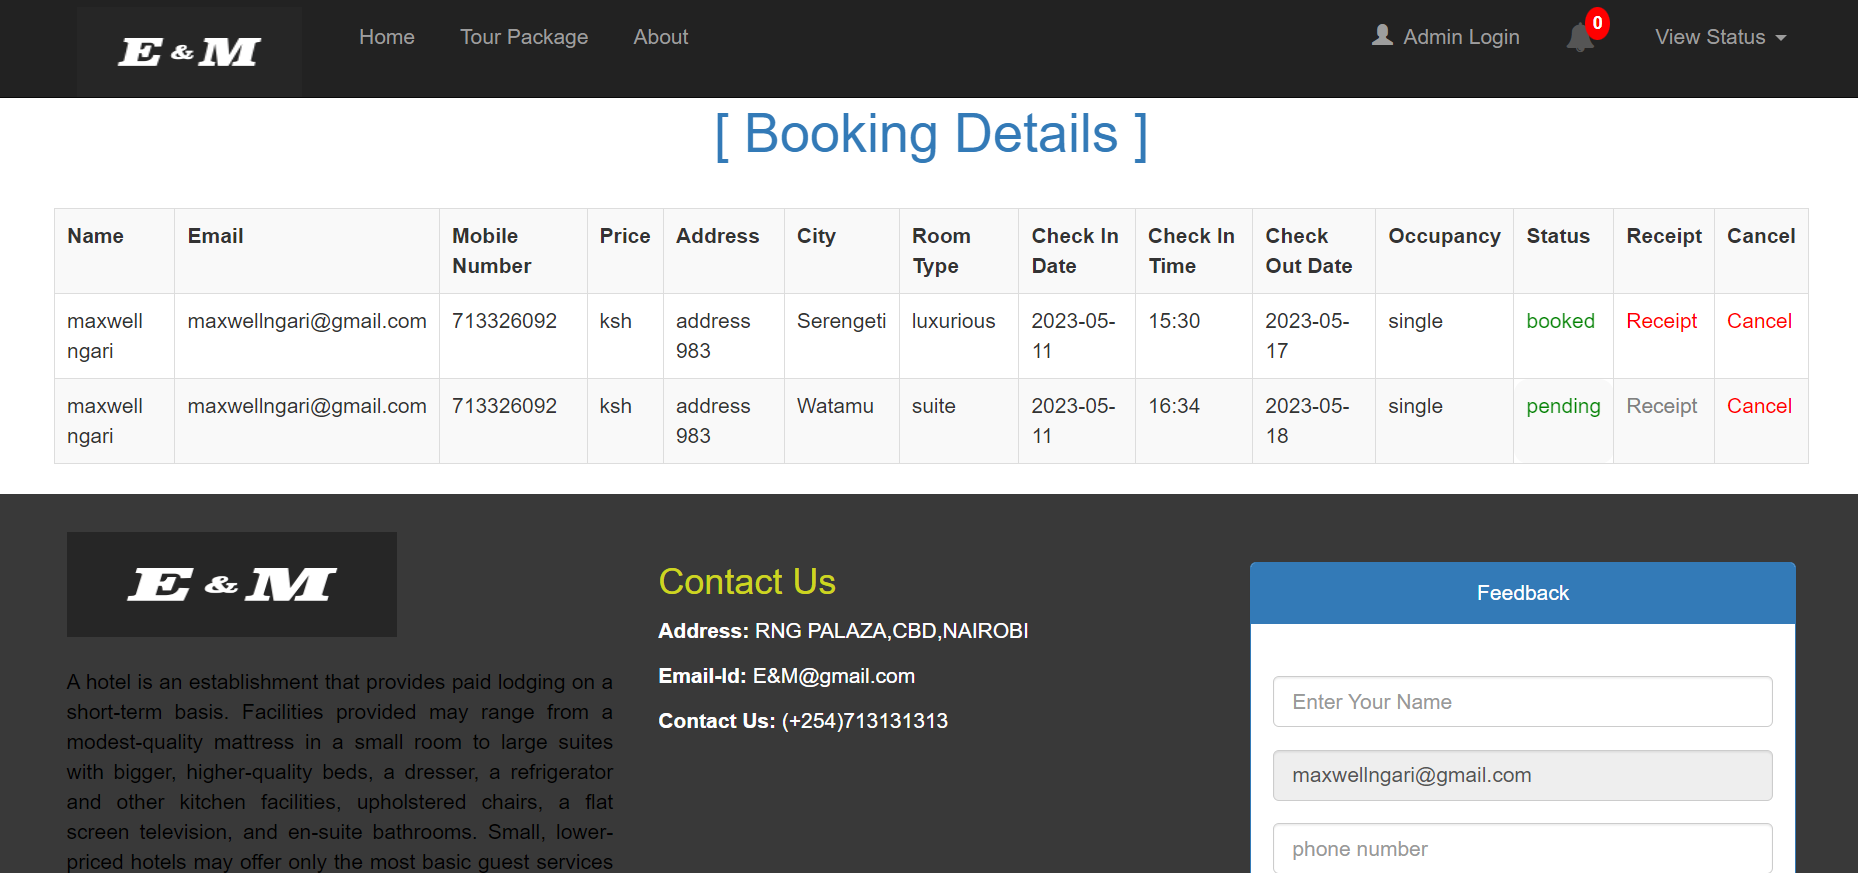 E & M
Home Tour Package About Admin Login 0 View Status
[ Booking Details ]
Name Email Mobile Number Price Address City Room Type Check In Date Check In Time Check Out Date Occupancy Status Receipt Cancel
maxwell ngari maxwellngari@gmail.com 713326092 ksh address 983 Serengeti luxurious 2023-05-11 15:30 2023-05-17 single booked Receipt Cancel
maxwell ngari maxwellngari@gmail.com 713326092 ksh address 983 Watamu suite 2023-05-11 16:34 2023-05-18 single pending Receipt Cancel
E & M
A hotel is an establishment that provides paid lodging on a
short-term basis. Facilities provided may range from a
modest-quality mattress in a small room to large suites
with bigger, higher-quality beds, a dresser, a refrigerator
and other kitchen facilities, upholstered chairs, a flat
screen television, and en-suite bathrooms. Small, lower-
priced hotels may offer only the most basic guest services
Contact Us
Address: RNG PALAZA,CBD,NAIROBI
Email-Id: E&M@gmail.com
Contact Us: (+254)713131313
Feedback
Enter Your Name
maxwellngari@gmail.com
phone number